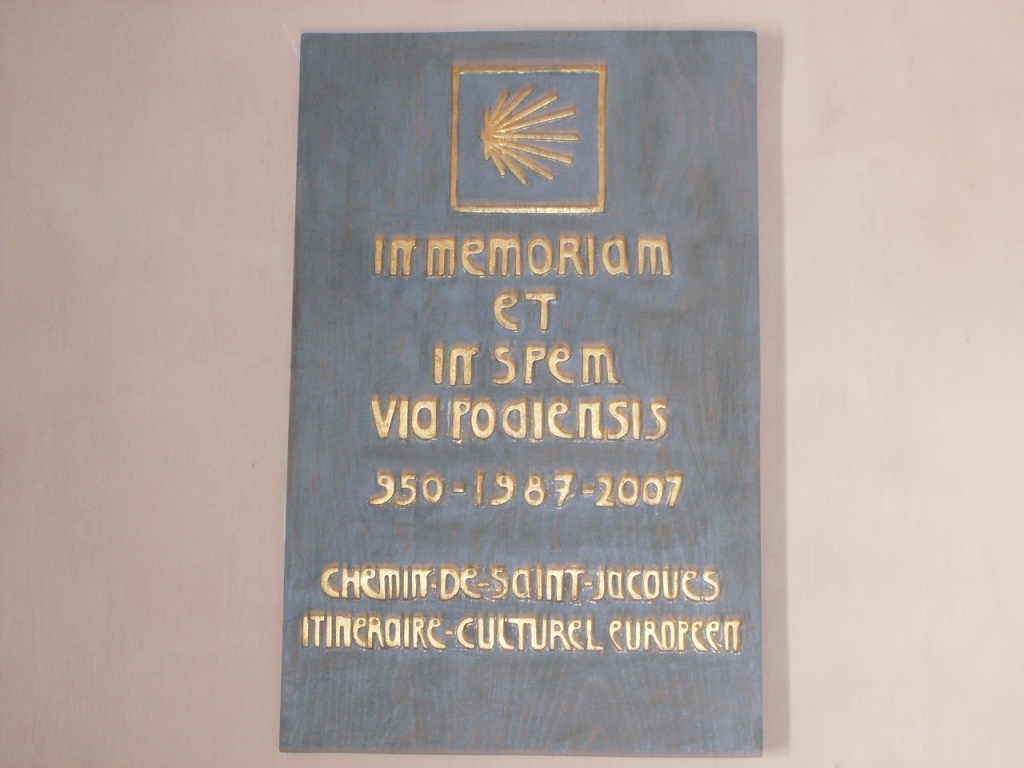 In memoriam
et
In spem
Via Podiensis
950-1987-2007
Chemin-de-Saint-Jacques
Itineraire-Culturel Europeen